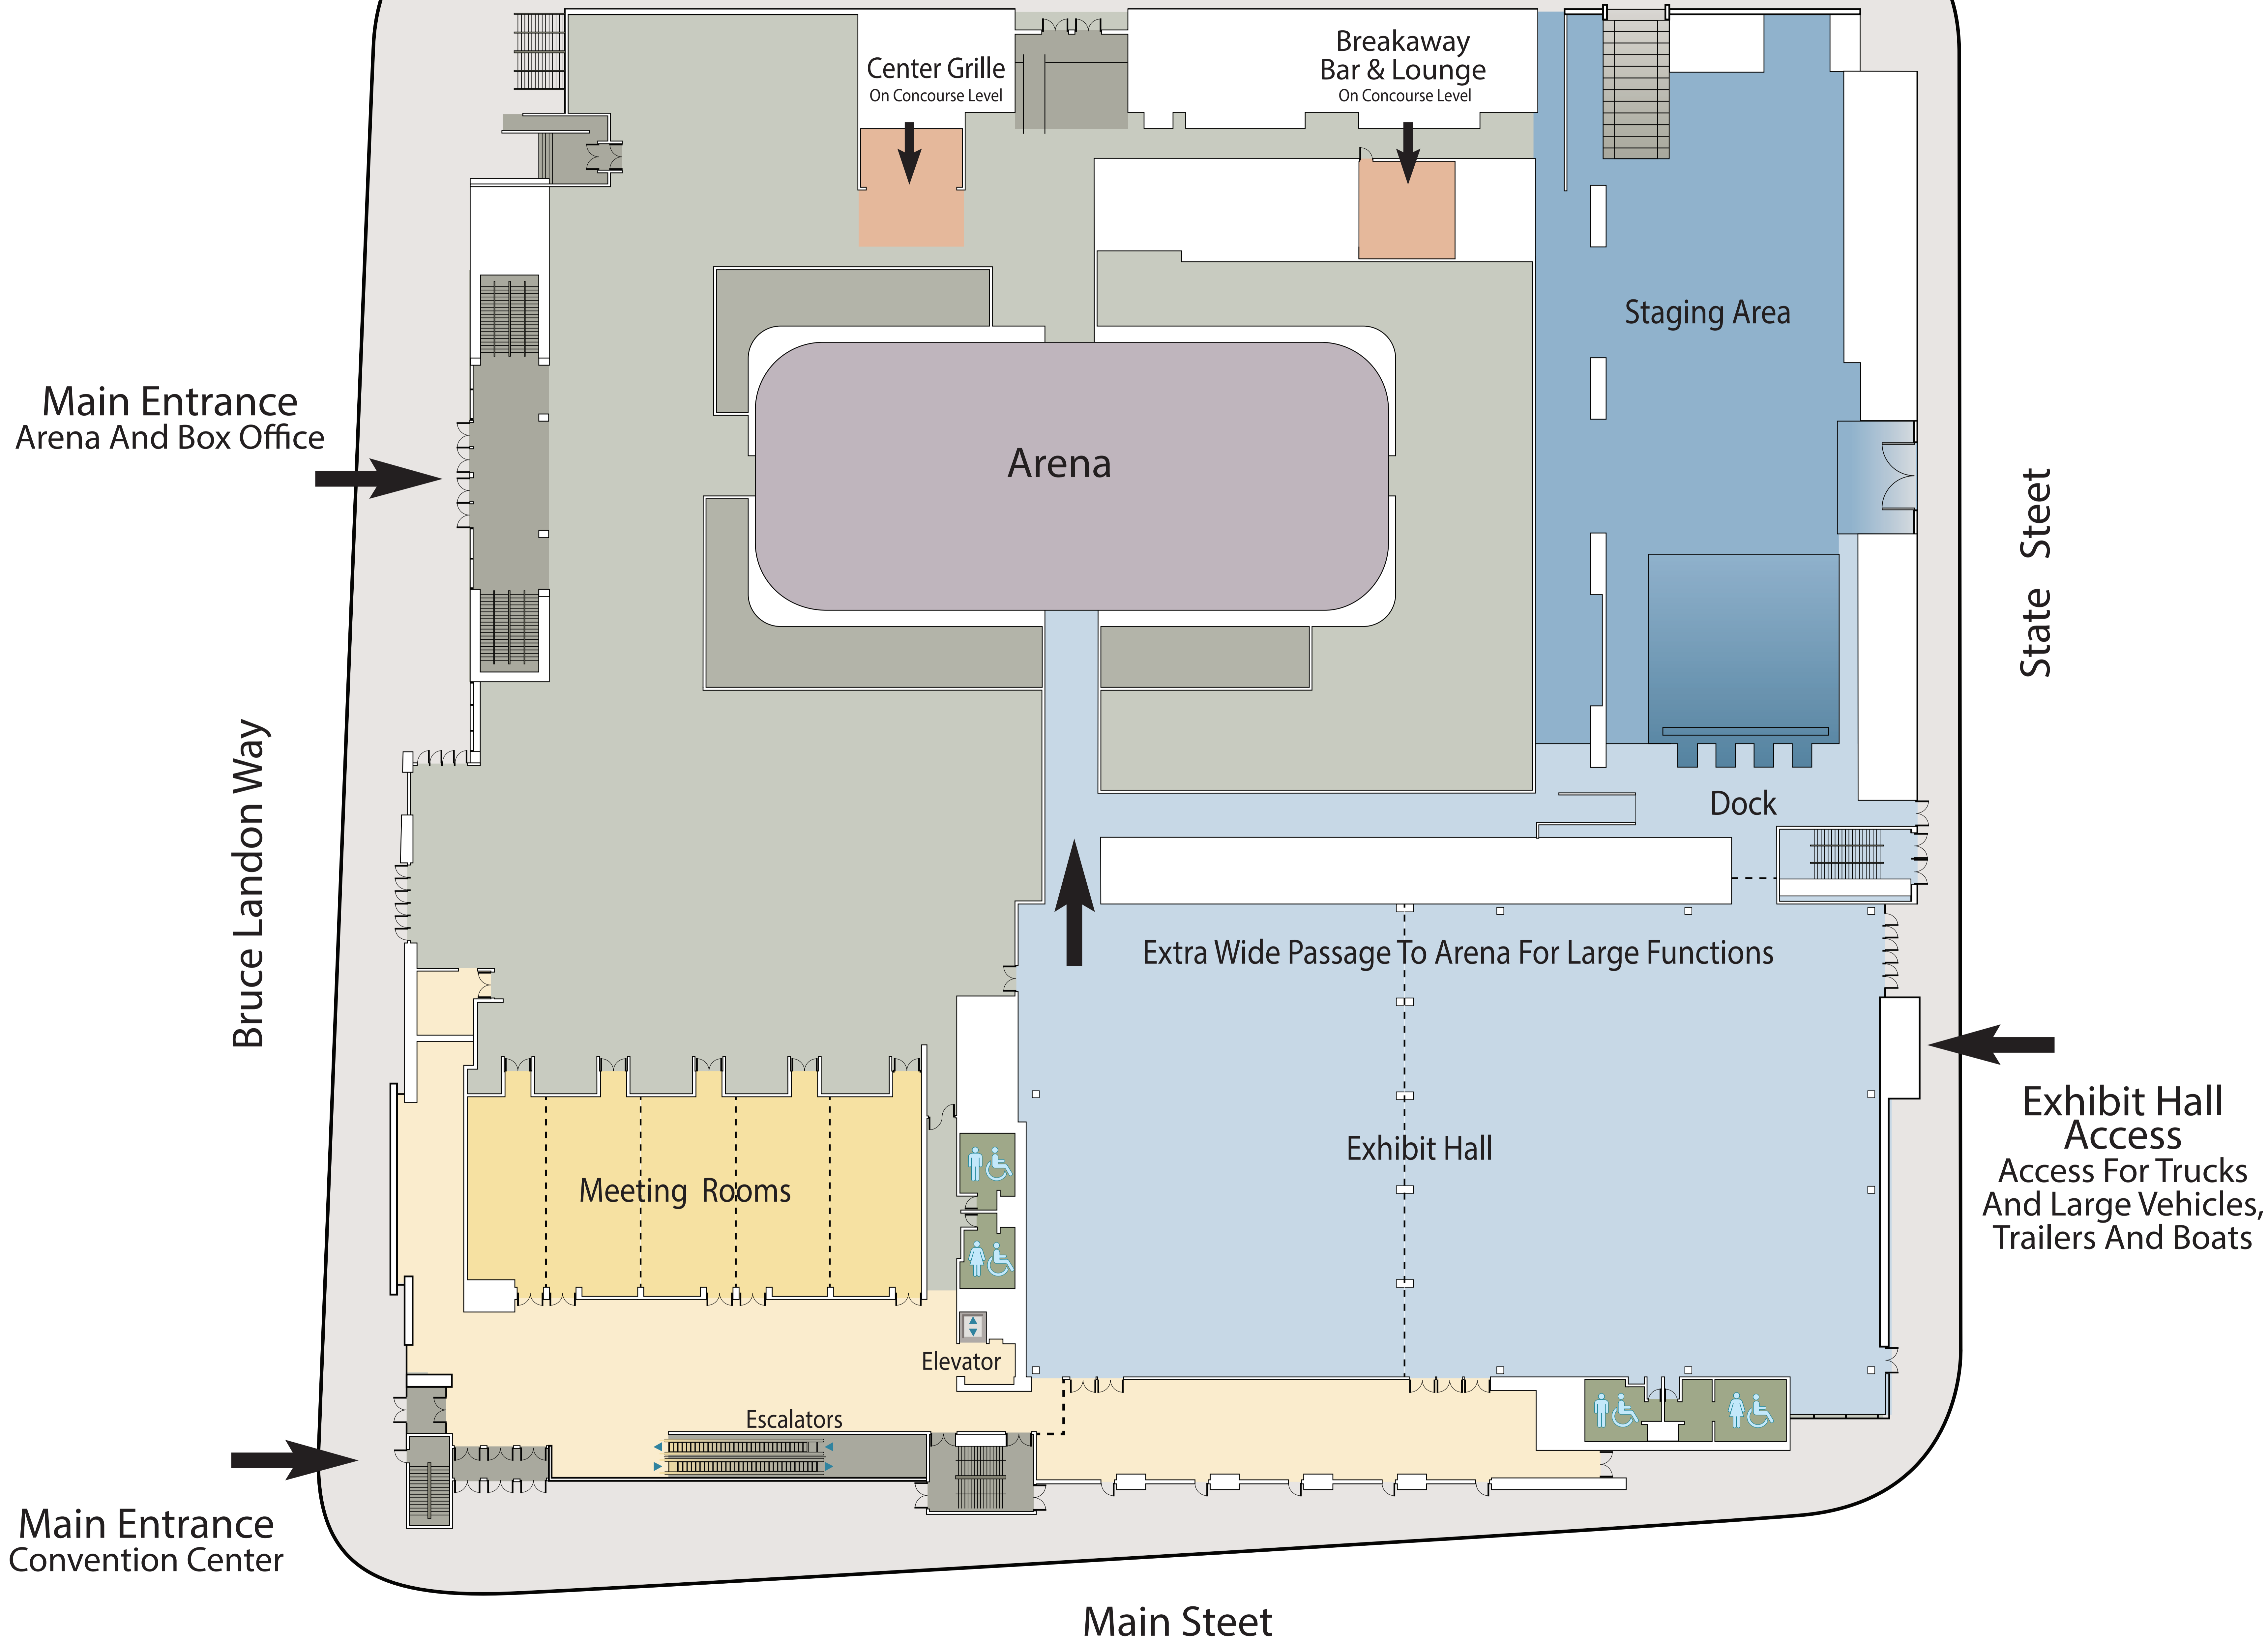 Center Grille
On Concourse Level
Breakaway
Bar & Lounge
On Concourse Level
Staging Area
Main Entrance
Arena And Box Office
Arena
State Steet
Bruce Landon Way
Dock
Extra Wide Passage To Arena For Large Functions
Exhibit Hall
Access
Access For Trucks
And Large Vehicles,
Trailers And Boats
Exhibit Hall
Meeting Rooms
Elevator
Escalators
Main Entrance
Convention Center
Main Steet